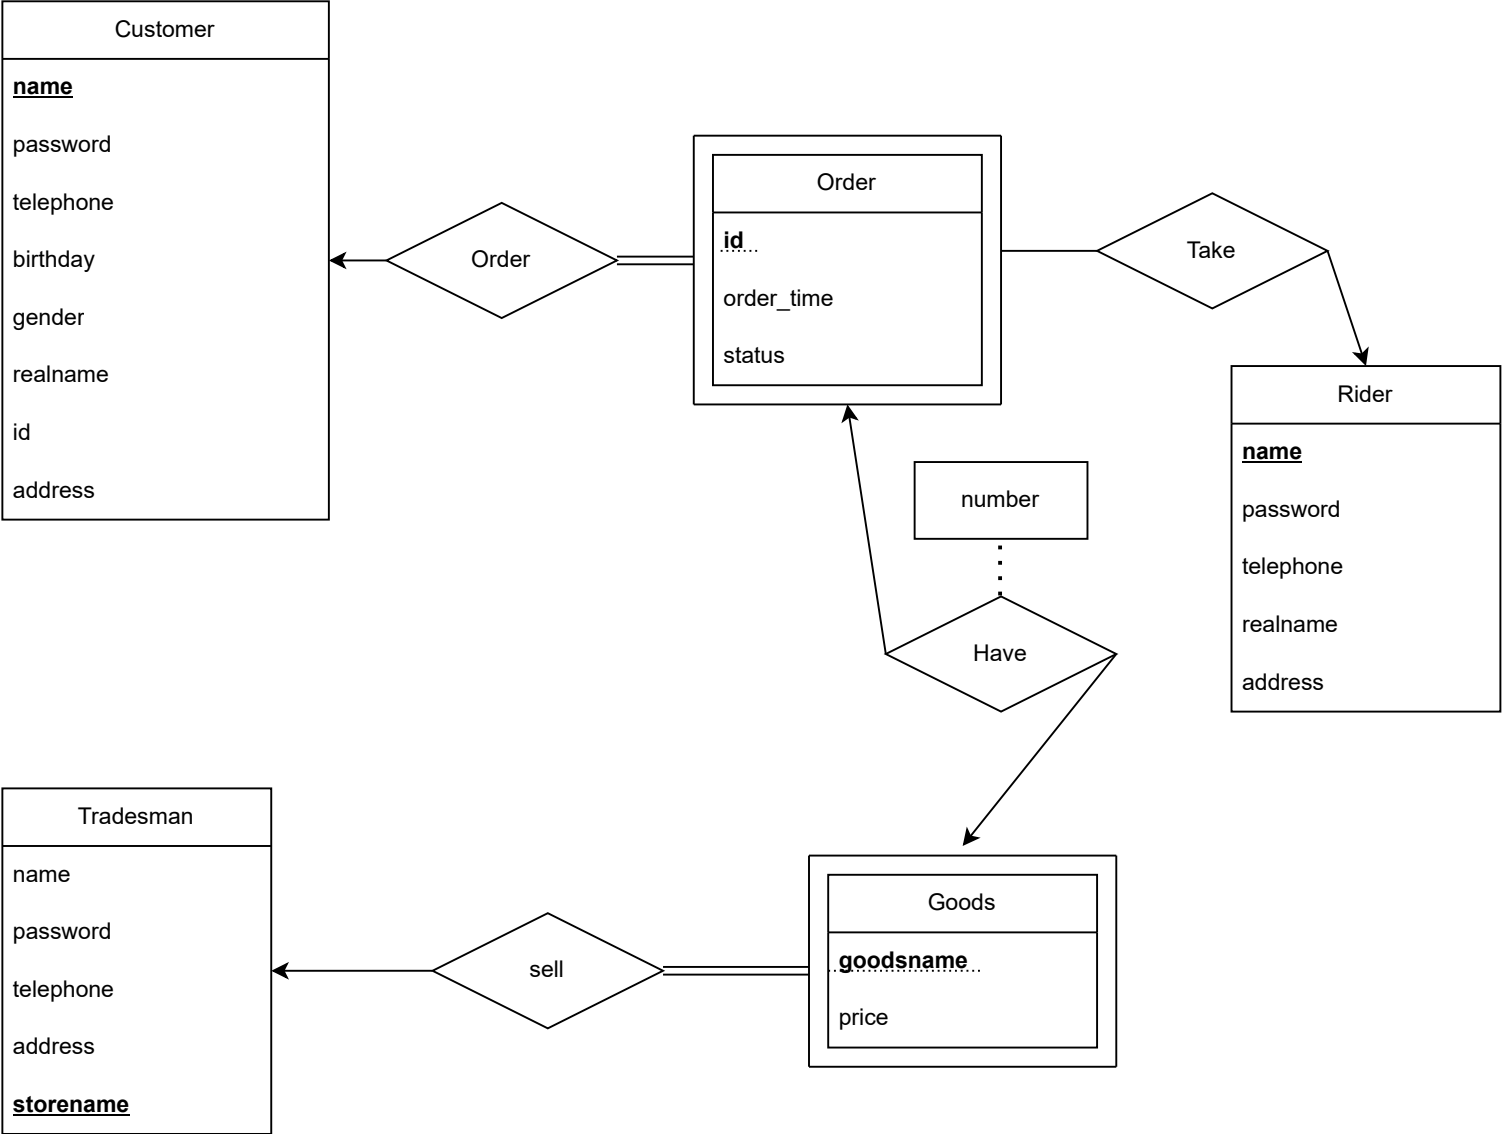 Customer
name
password
telephone
birthday
gender
realname
id
address
Order
Order
id
order_time
status
Take
Rider
name
password
telephone
realname
address
number
Have
Tradesman
name
password
telephone
address
storename
sell
Goods
goodsname
price